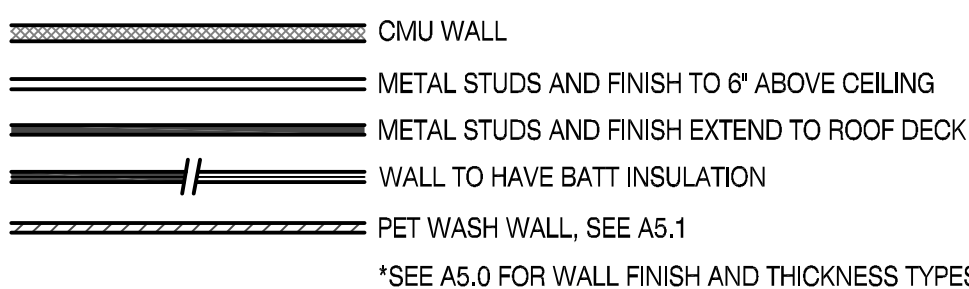 CMU WALL
METAL STUDS AND FINISH TO 6" ABOVE CEILING
METAL STUDS AND FINISH EXTEND TO ROOF DECK
WALL TO HAVE BATT INSULATION
PET WASH WALL, SEE A5.1
*SEE A5.0 FOR WALL FINISH AND THICKNESS TYPES